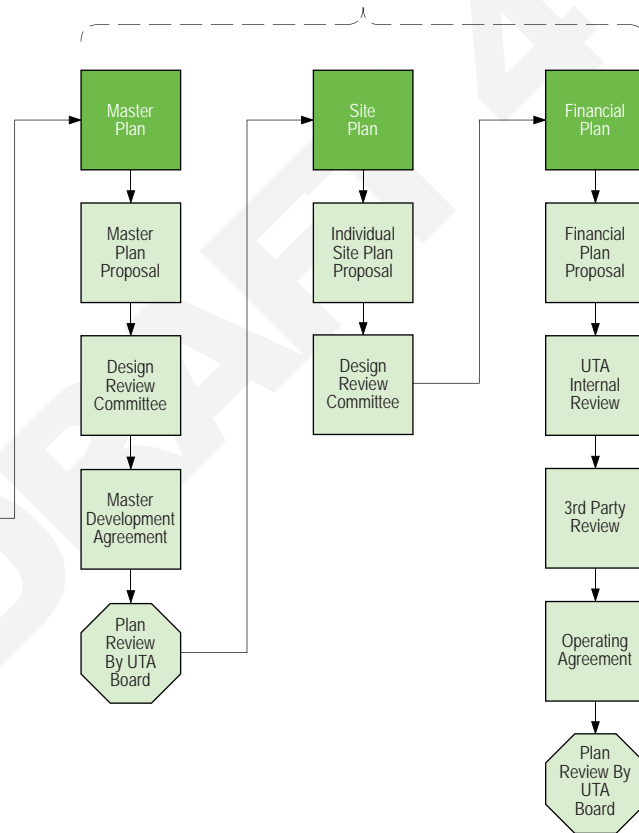 Master
Plan
Master
Plan
Proposal
Design
Review
Committee
Master
Development
Agreement
Plan
Review
By UTA
Board
Site
Plan
Individual
Site Plan
Proposal
Design
Review
Committee
Financial
Plan
Financial
Plan
Proposal
UTA
Internal
Review
3rd Party
Review
Operating
Agreement
Plan
Review By
UTA
Board
DRAFT 4